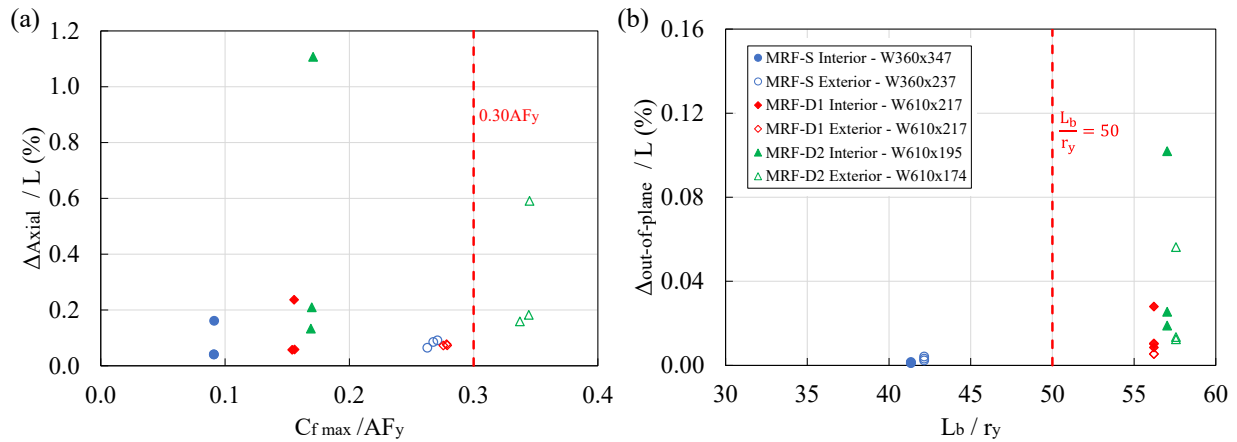 (a)
1.2
1.0
0.8
0.6
0.4
0.2
0.0
ΔAxial / L (%)
0.30AFy
0.0 0.1 0.2 0.3 0.4
Cf max /AFy
(b)
0.16
0.12
0.08
0.04
0.00
Δout-of-plane / L (%)
MRF-S Interior - W360x347
MRF-S Exterior - W360x237
MRF-D1 Interior - W610x217
MRF-D1 Exterior - W610x217
MRF-D2 Interior - W610x195
MRF-D2 Exterior - W610x174
Lb/ry = 50
30 35 40 45 50 55 60
Lb / ry